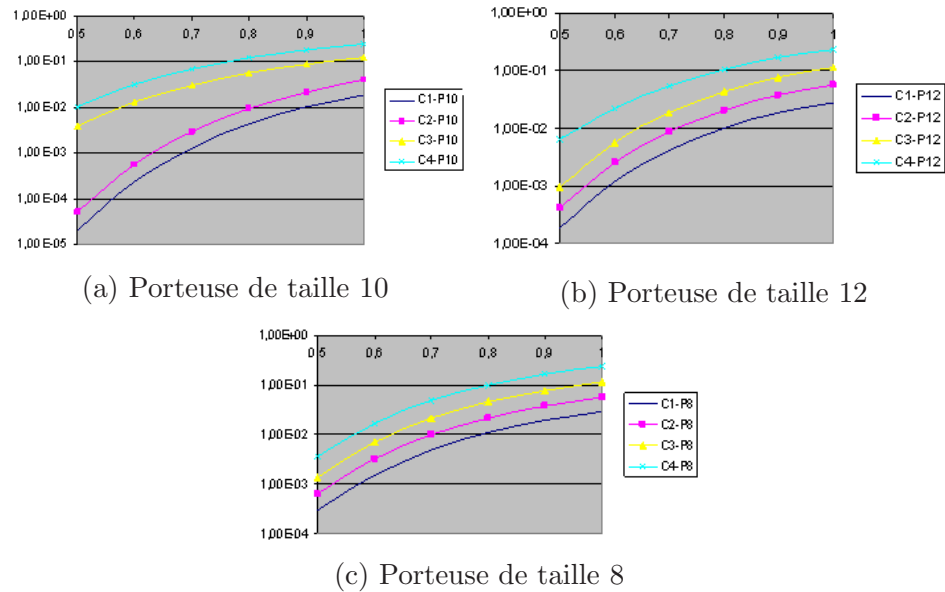 1,00E+00
0,5 0,6 0,7 0,8 0,9 1
1,00E-01
1,00E-02
1,00E-03
1,00E-04
1,00E-05
C1-P10
C2-P10
C3-P10
C4-P10
(a) Porteuse de taille 10
1,00E+00
0,5 0,6 0,7 0,8 0,9 1
1,00E-01
1,00E-02
1,00E-03
1,00E-04
C1-P12
C2-P12
C3-P12
C4-P12
(b) Porteuse de taille 12
1,00E+00
0,5 0,6 0,7 0,8 0,9 1
1,00E-01
1,00E-02
1,00E-03
1,00E-04
C1-P8
C2-P8
C3-P8
C4-P8
(c) Porteuse de taille 8